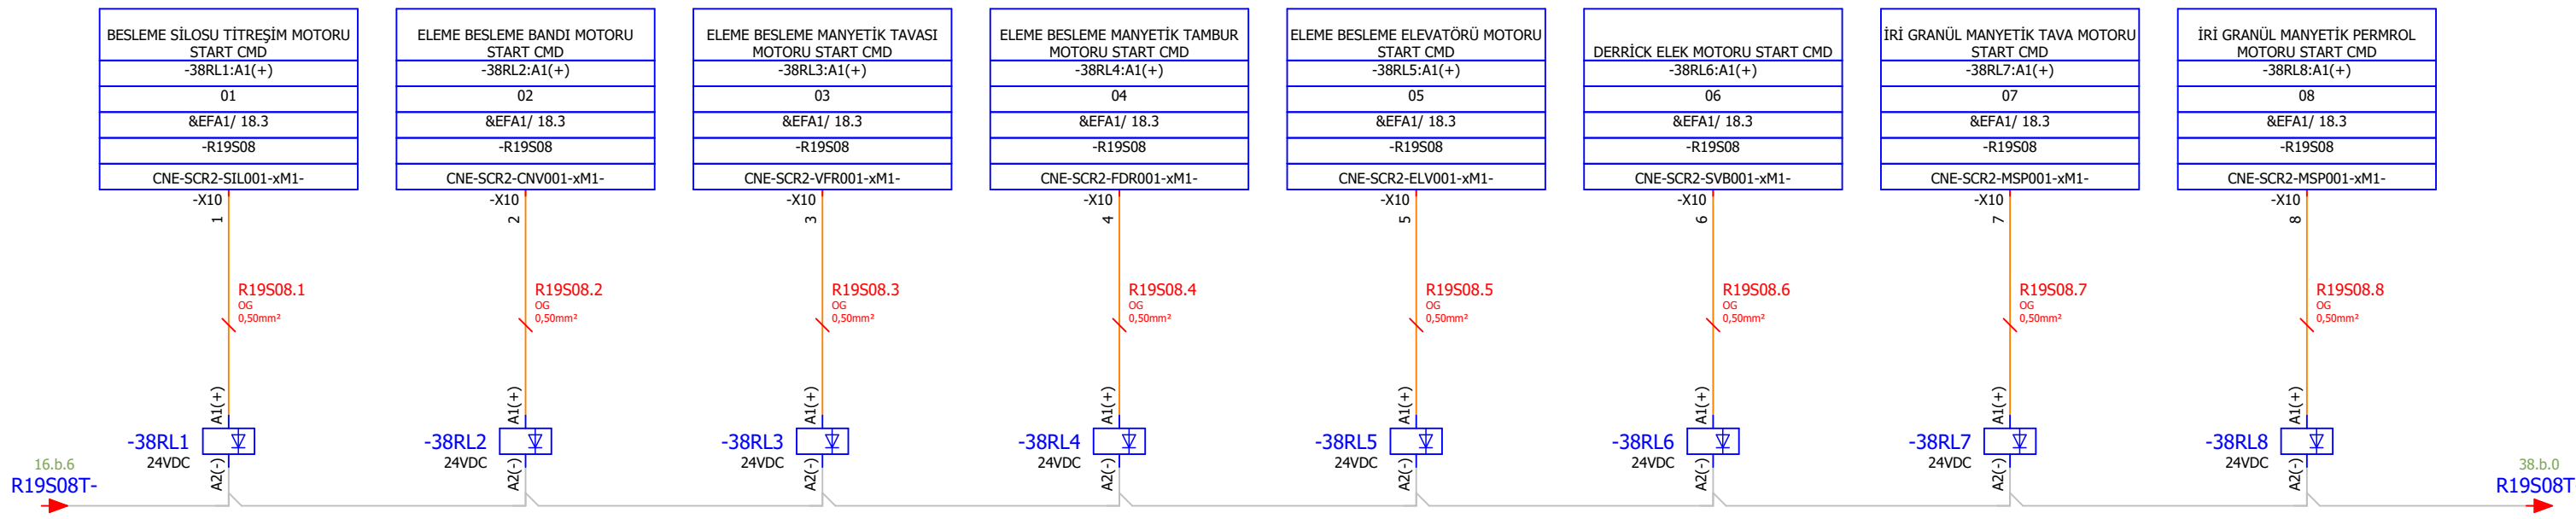 BESLEME SİLOSU TİTREŞİM MOTORU
START CMD
-38RL1:A1(+)
01
&EFA1/ 18.3
-R19S08
CNE-SCR2-SIL001-xM1-
ELEME BESLEME BANDI MOTORU
START CMD
-38RL2:A1(+)
02
&EFA1/ 18.3
-R19S08
CNE-SCR2-CNV001-xM1-
ELEME BESLEME MANYETİK TAVASI
MOTORU START CMD
-38RL3:A1(+)
03
&EFA1/ 18.3
-R19S08
CNE-SCR2-VFR001-xM1-
ELEME BESLEME MANYETİK TAMBUR
MOTORU START CMD
-38RL4:A1(+)
04
&EFA1/ 18.3
-R19S08
CNE-SCR2-FDR001-xM1-
ELEME BESLEME ELEVATÖRÜ MOTORU
START CMD
-38RL5:A1(+)
05
&EFA1/ 18.3
-R19S08
CNE-SCR2-ELV001-xM1-
DERRİCK ELEK MOTORU START CMD
-38RL6:A1(+)
06
&EFA1/ 18.3
-R19S08
CNE-SCR2-SVB001-xM1-
İRİ GRANÜL MANYETİK TAVA MOTORU
START CMD
-38RL7:A1(+)
07
&EFA1/ 18.3
-R19S08
CNE-SCR2-MSP001-xM1-
İRİ GRANÜL MANYETİK PERMROL
MOTORU START CMD
-38RL8:A1(+)
08
&EFA1/ 18.3
-R19S08
CNE-SCR2-MSP001-xM1-
-X10
1
-X10
2
-X10
3
-X10
4
-X10
5
-X10
6
-X10
7
-X10
8
R19S08.1
OG
0,50mm²
R19S08.2
OG
0,50mm²
R19S08.3
OG
0,50mm²
R19S08.4
OG
0,50mm²
R19S08.5
OG
0,50mm²
R19S08.6
OG
0,50mm²
R19S08.7
OG
0,50mm²
R19S08.8
OG
0,50mm²
A1(+)
-38RL1
24VDC
A2(-)
A1(+)
-38RL2
24VDC
A2(-)
A1(+)
-38RL3
24VDC
A2(-)
A1(+)
-38RL4
24VDC
A2(-)
A1(+)
-38RL5
24VDC
A2(-)
A1(+)
-38RL6
24VDC
A2(-)
A1(+)
-38RL7
24VDC
A2(-)
A1(+)
-38RL8
24VDC
A2(-)
16.b.6
R19S08T-
38.b.0
R19S08T